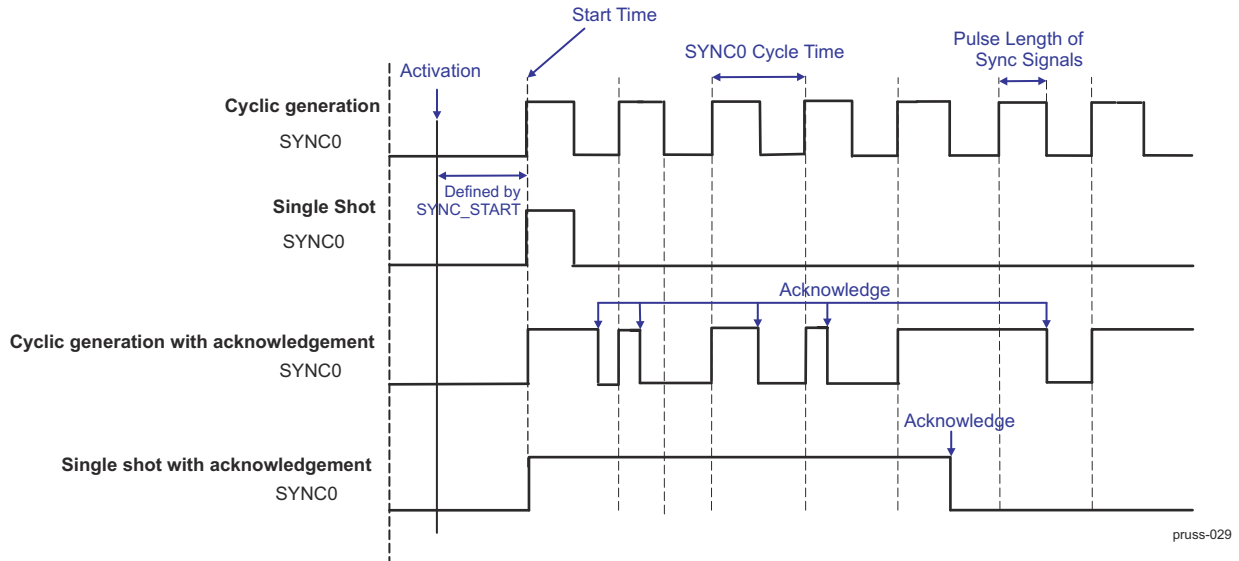 Start Time
Activation
SYNC0 Cycle Time
Pulse Length of
Sync Signals
Cyclic generation
SYNC0
Defined by
SYNC_START
Single Shot
SYNC0
Acknowledge
Cyclic generation with acknowledgement
SYNC0
Acknowledge
Single shot with acknowledgement
SYNC0
pruss-029